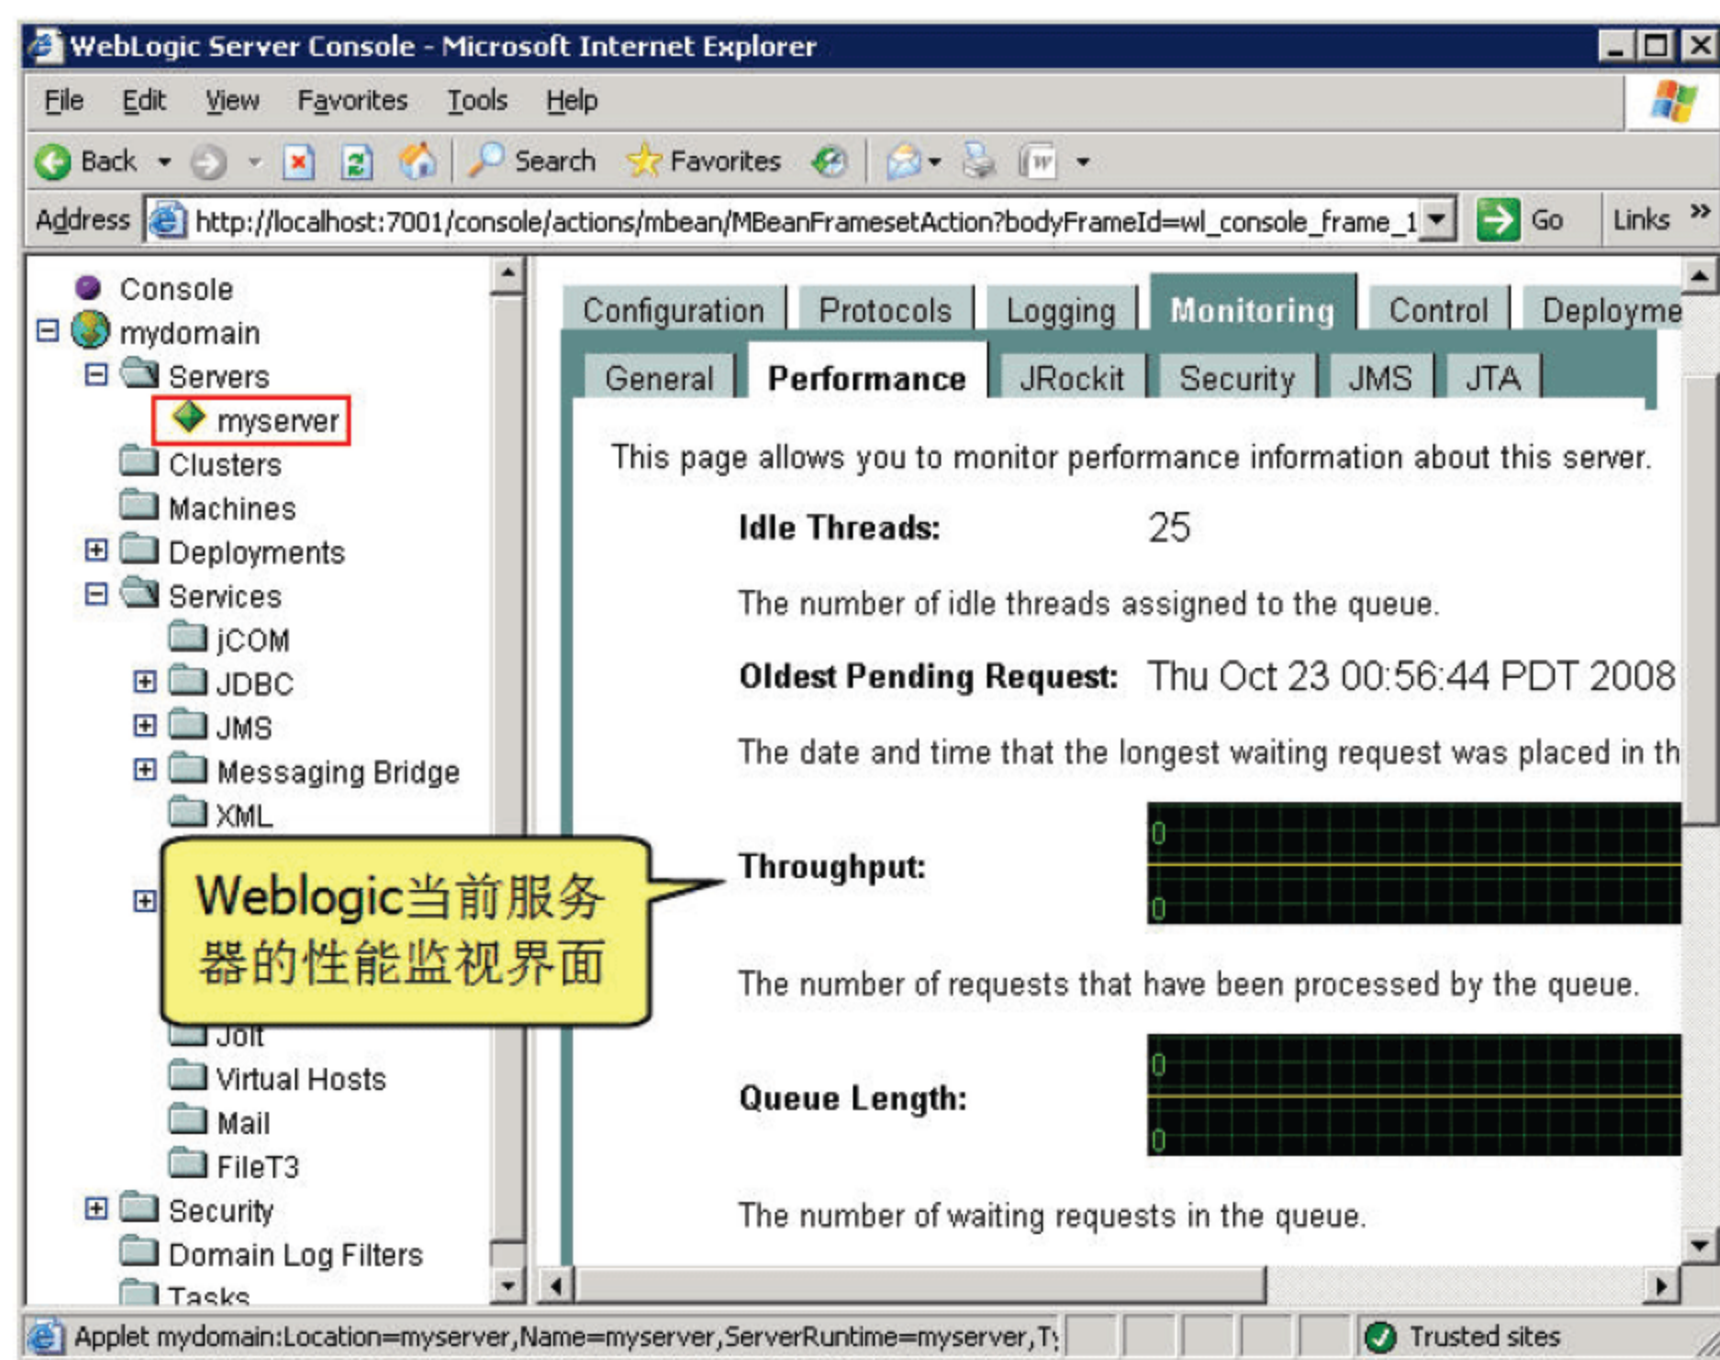 WebLogic Server Console - Microsoft Internet Explorer
File Edit View Favorites Tools Help
Back Search Favorites
Address http://localhost:7001/console/actions/mbean/MBeanFramesetAction?bodyFrameId=wl_console_frame_1 Go Links »
Console
mydomain
Servers
myserver
Clusters
Machines
Deployments
Services
jCOM
JDBC
JMS
Messaging Bridge
XML
Jolt
Virtual Hosts
Mail
FileT3
Security
Domain Log Filters
Tasks
Weblogic当前服务
器的性能监视界面
Configuration Protocols Logging Monitoring Control Deployme
General Performance JRockit Security JMS JTA
This page allows you to monitor performance information about this server.
Idle Threads: 25
The number of idle threads assigned to the queue.
Oldest Pending Request: Thu Oct 23 00:56:44 PDT 2008
The date and time that the longest waiting request was placed in th
0
Throughput:
0
The number of requests that have been processed by the queue.
0
Queue Length:
0
The number of waiting requests in the queue.
Applet mydomain:Location=myserver,Name=myserver,ServerRuntime=myserver,Ty Trusted sites